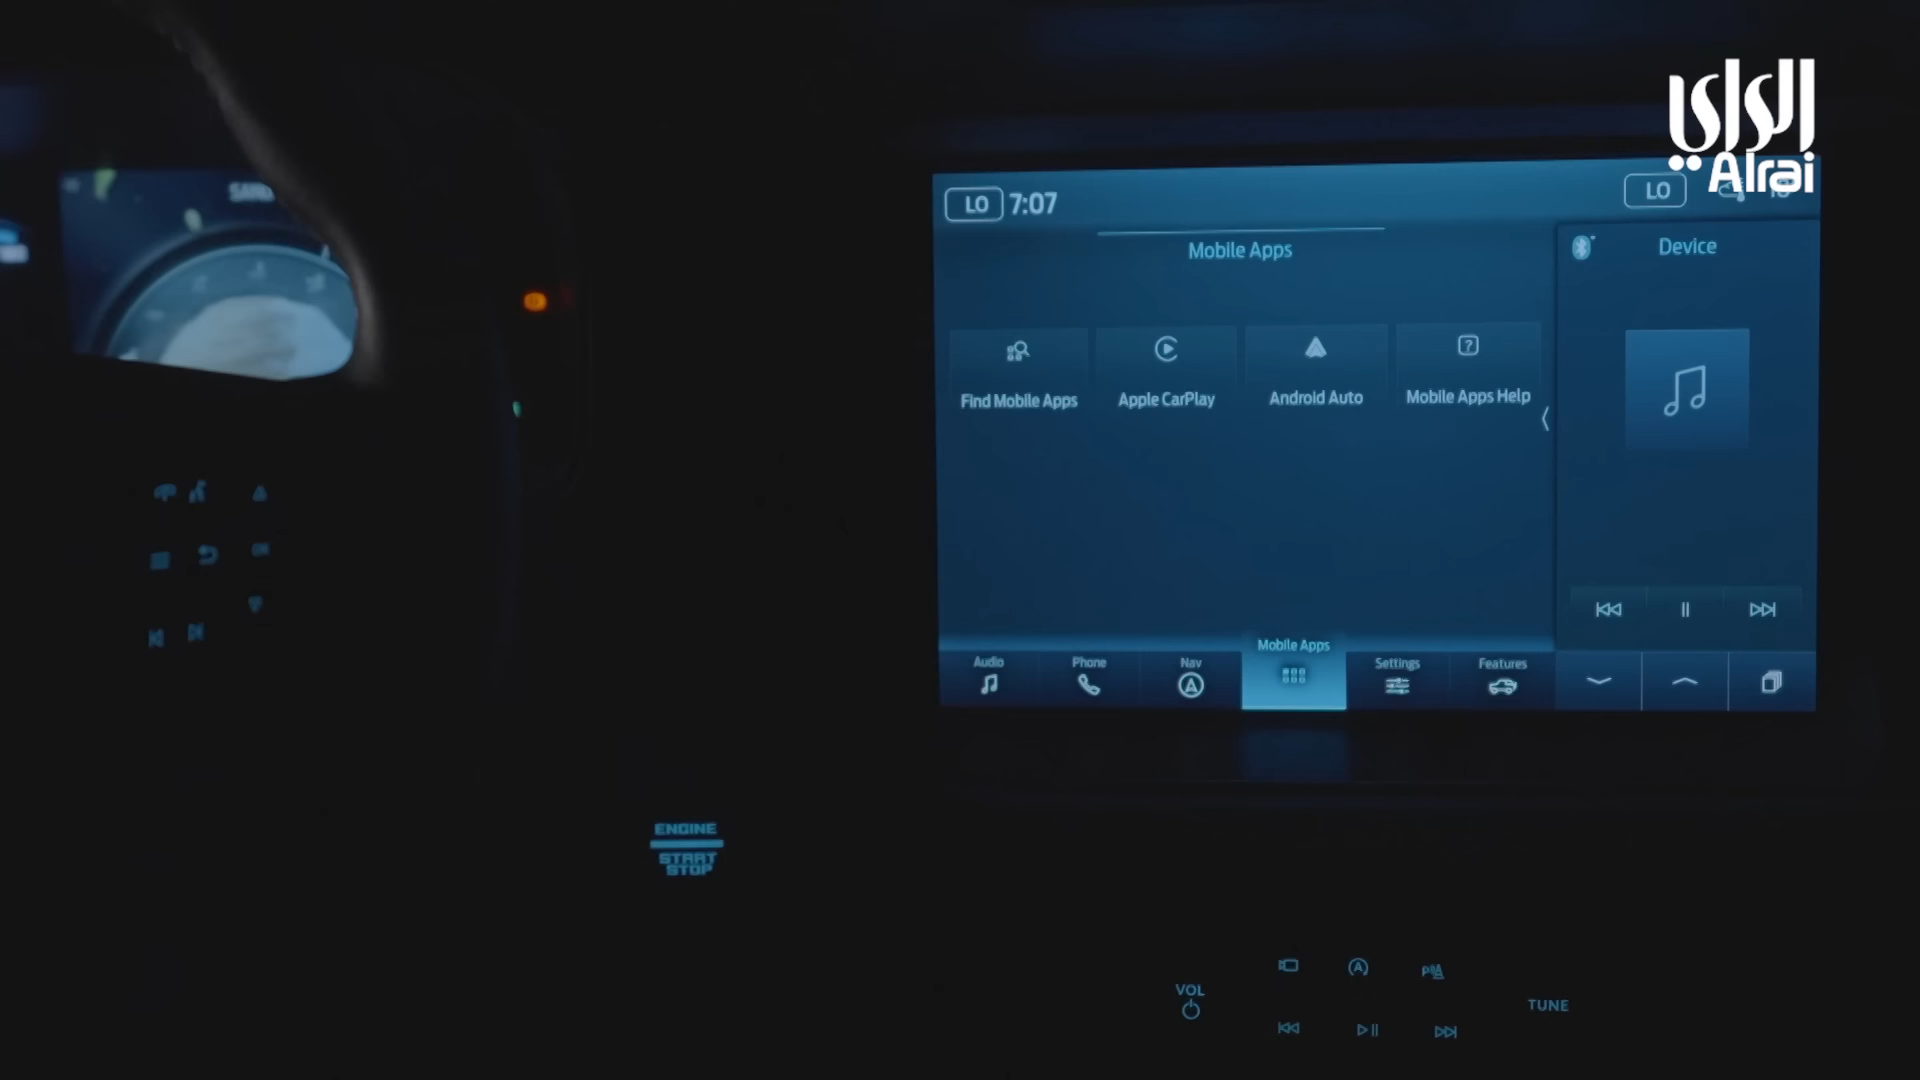 الراي
Alrai
LO 7:07
LO
Mobile Apps
Device
Find Mobile Apps
Apple CarPlay
Android Auto
Mobile Apps Help
Mobile Apps
Audio
Phone
Nav
Settings
Features
ENGINE
START
STOP
VOL
TUNE
OK